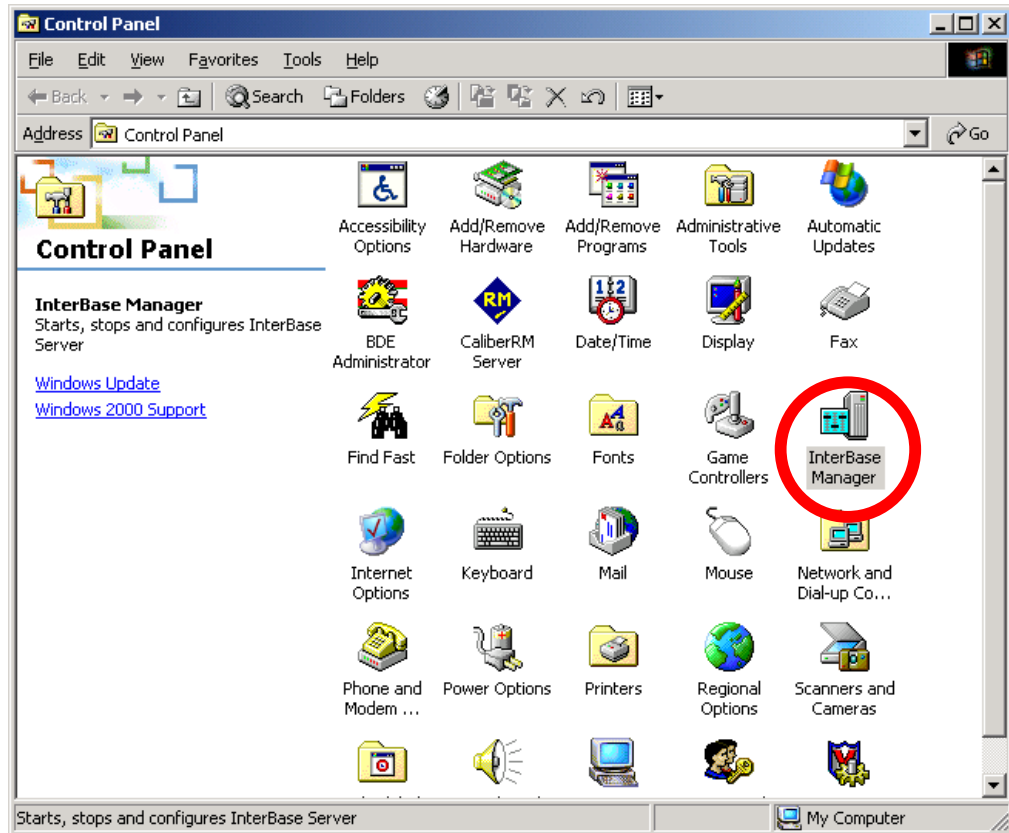 Control Panel
File Edit View Favorites Tools Help
Back Search Folders
Address Control Panel Go
Control Panel
InterBase Manager
Starts, stops and configures InterBase
Server
Windows Update
Windows 2000 Support
Accessibility
Options
Add/Remove
Hardware
Add/Remove
Programs
Administrative
Tools
Automatic
Updates
BDE
Administrator
RM
CaliberRM
Server
1 2
Date/Time
Display
Fax
Find Fast
Folder Options
Fonts
Game
Controllers
InterBase
Manager
Internet
Options
Keyboard
Mail
Mouse
Network and
Dial-up Co...
Phone and
Modem ...
Power Options
Printers
Regional
Options
Scanners and
Cameras
Starts, stops and configures InterBase Server
My Computer